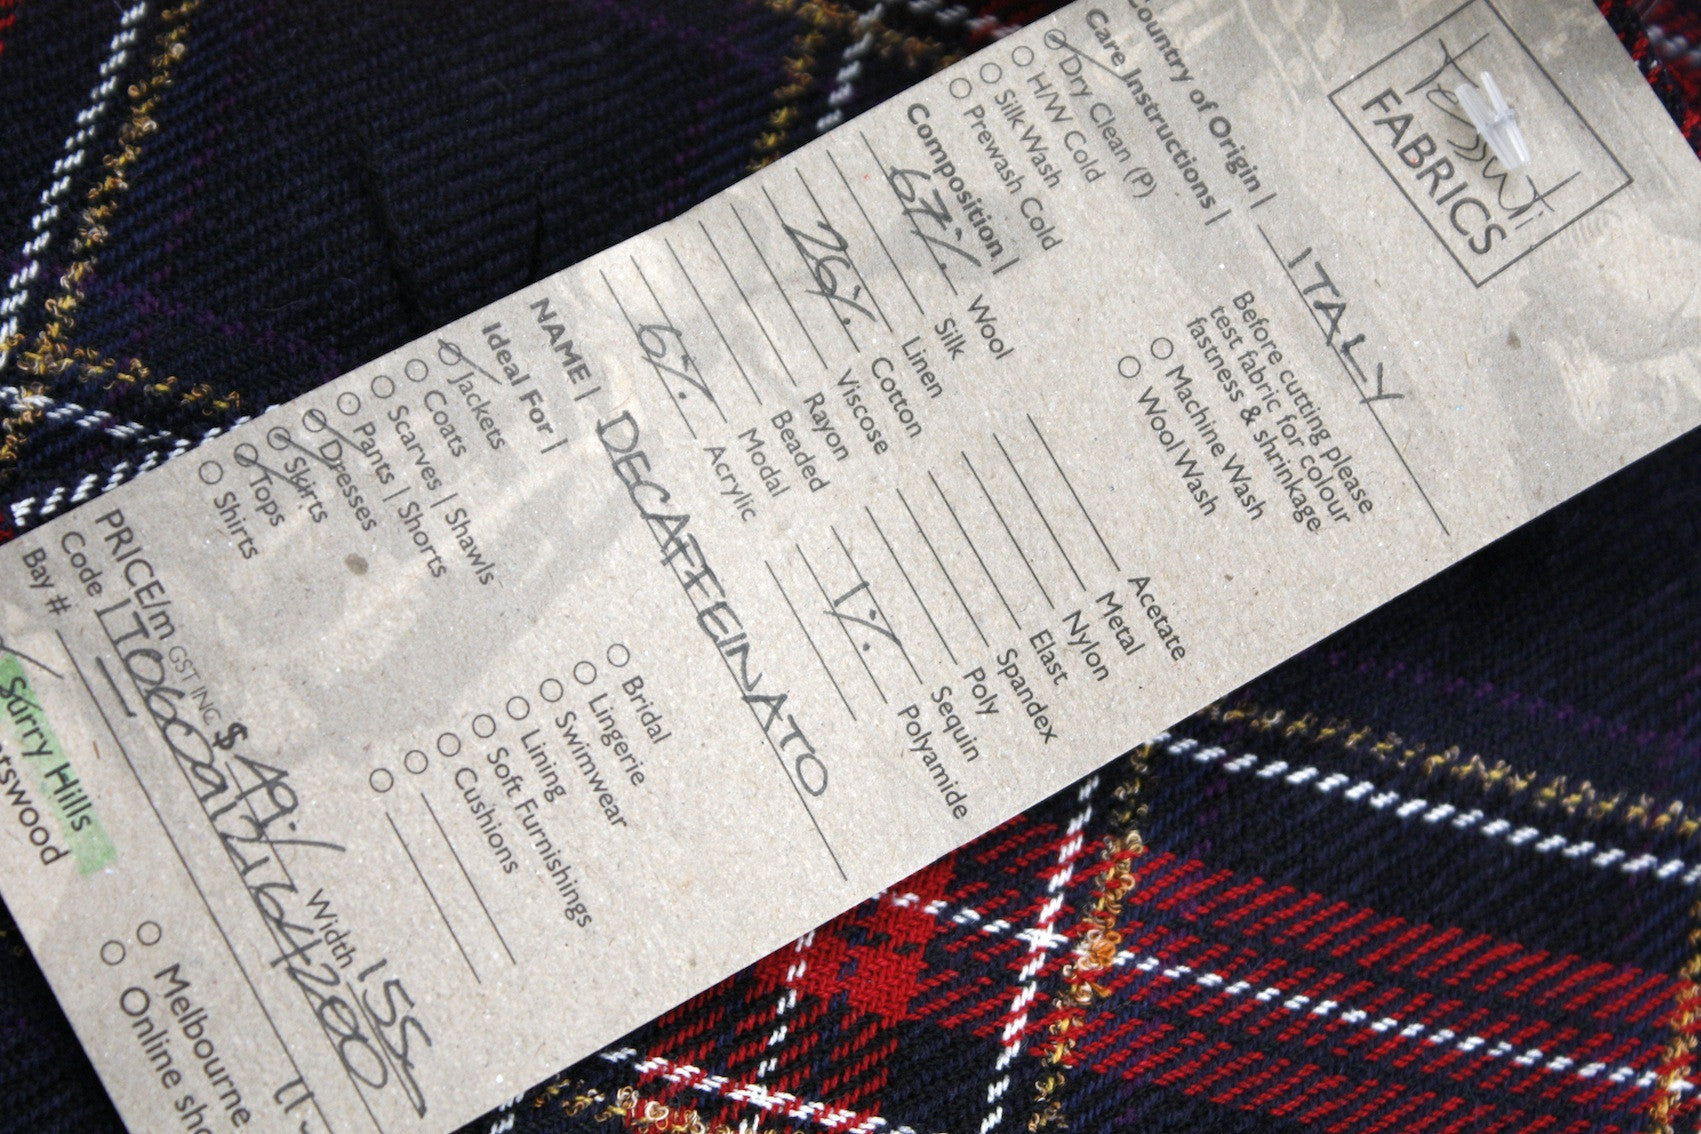 Tessuti
FABRICS
Country of Origin | ITALY
Care Instructions |
Before cutting please
test fabric for colour
fastness & shrinkage
Dry Clean (P)
H/W Cold
Silk Wash
Prewash Cold
Machine Wash
Wool Wash
Composition |
67% Wool
Silk
Linen
26% Cotton
Viscose
Rayon
Beaded
Modal
6% Acrylic
Acetate
Metal
Nylon
Elast
Spandex
Poly
Sequin
1% Polyamide
NAME | DECAFFEINATO
Ideal For |
Jackets
Coats
Scarves | Shawls
Pants | Shorts
Dresses
Skirts
Tops
Shirts
Bridal
Lingerie
Swimwear
Lining
Soft Furnishings
Cushions
PRICE/m GST INC $49. Width 155
Code
Bay #
Surry Hills
Melbourne
Online